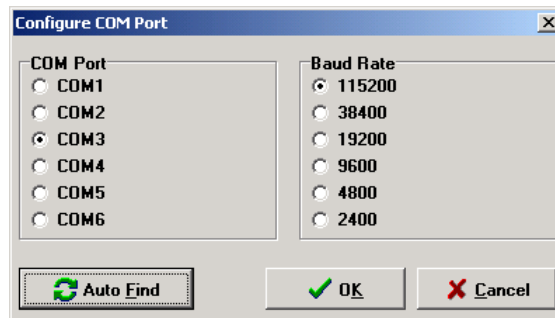 Configure COM Port
COM Port
COM1
COM2
COM3
COM4
COM5
COM6
Baud Rate
115200
38400
19200
9600
4800
2400
Auto Find
OK
Cancel